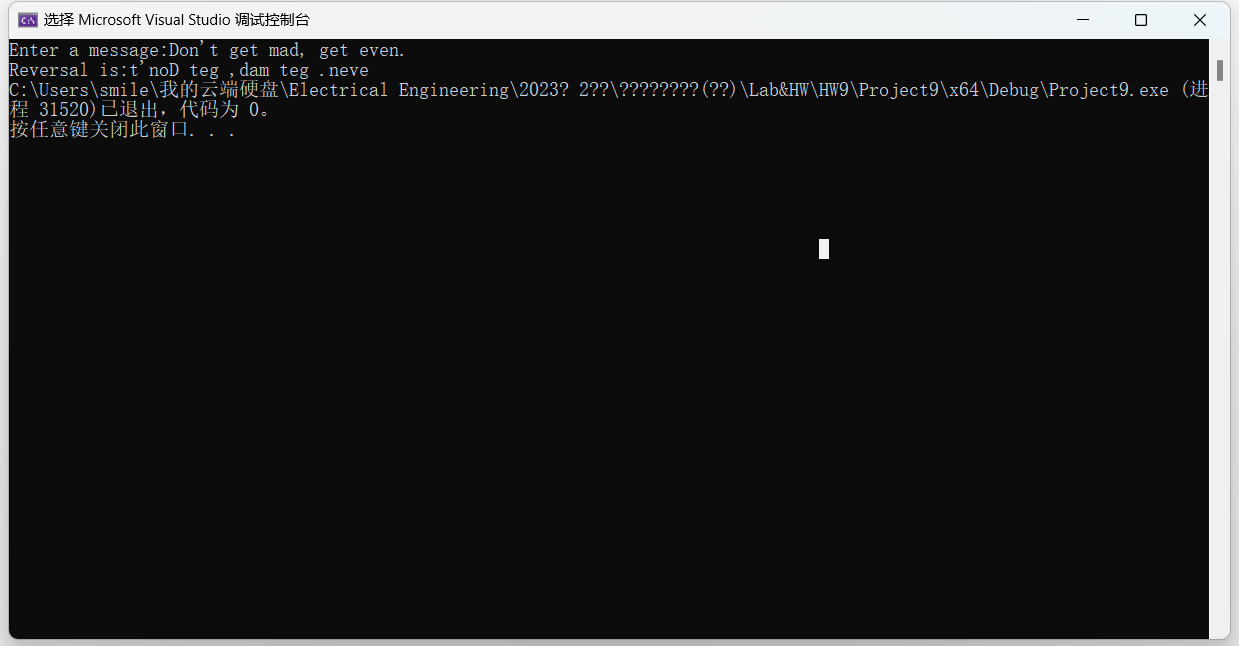 选择 Microsoft Visual Studio 调试控制台
Enter a message:Don't get mad, get even.
Reversal is:t'noD teg ,dam teg .neve
C:\Users\smile\我的云端硬盘\Electrical Engineering\2023? 2??\????????(??)\Lab&HW\HW9\Project9\x64\Debug\Project9.exe (进
程 31520)已退出，代码为 0。
按任意键关闭此窗口. . .